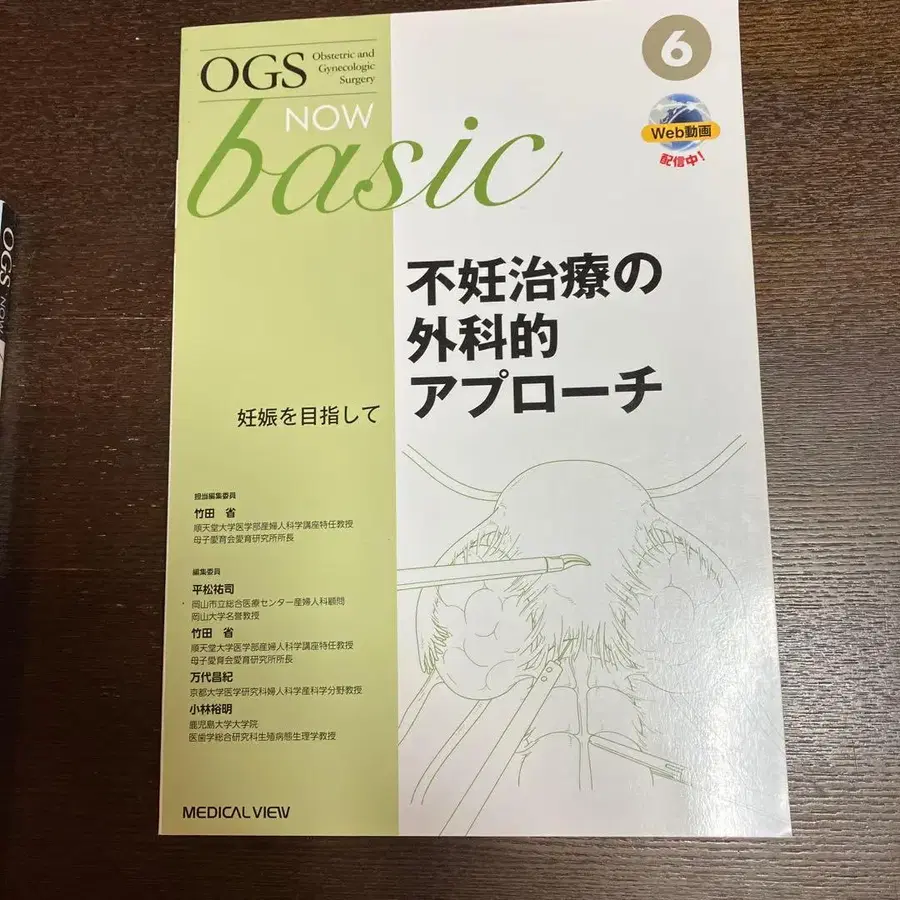 OGS
Obstetric and
Gynecologic
Surgery
NOW
basic
6
Web動画
配信中!
不妊治療の
外科的
アプローチ
妊娠を目指して
担当編集委員
竹田 省
順天堂大学医学部産婦人科学講座特任教授
母子愛育会愛育研究所所長
編集委員
平松祐司
岡山市立総合医療センター産婦人科顧問
岡山大学名誉教授
竹田 省
順天堂大学医学部産婦人科学講座特任教授
母子愛育会愛育研究所所長
万代昌紀
京都大学医学研究科婦人科学産科学分野教授
小林裕明
鹿児島大学大学院
医歯学総合研究科生殖病態生理学教授
MEDICAL VIEW
OGS NOW